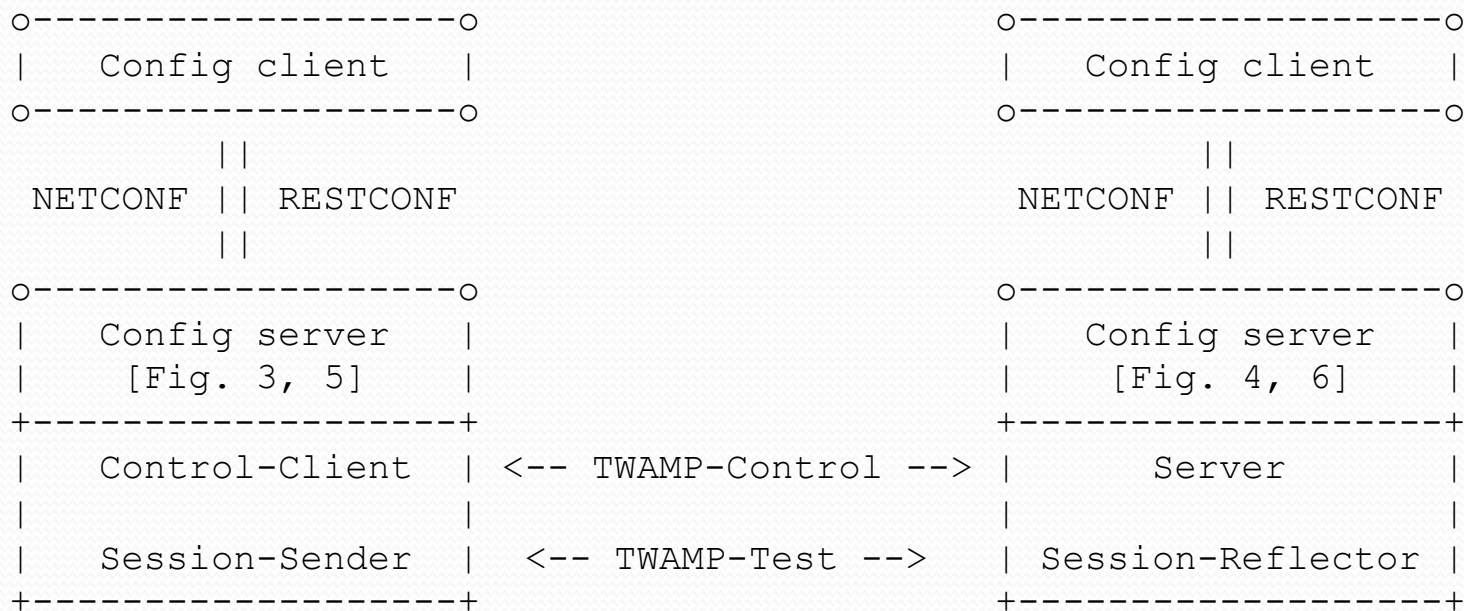 o-------------------o                        o-------------------o
|   Config client   |                        |   Config client   |
o-------------------o                        o-------------------o
         ||                                           ||
 NETCONF || RESTCONF                          NETCONF || RESTCONF
         ||                                           ||
o-------------------o                        o-------------------o
|   Config server   |                        |   Config server   |
|    [Fig. 3, 5]    |                        |    [Fig. 4, 6]    |
+-------------------+                        +-------------------+
|   Control-Client  | <-- TWAMP-Control --> |      Server       |
|                   |                        |                   |
|   Session-Sender  |  <-- TWAMP-Test -->   | Session-Reflector |
+-------------------+                        +-------------------+